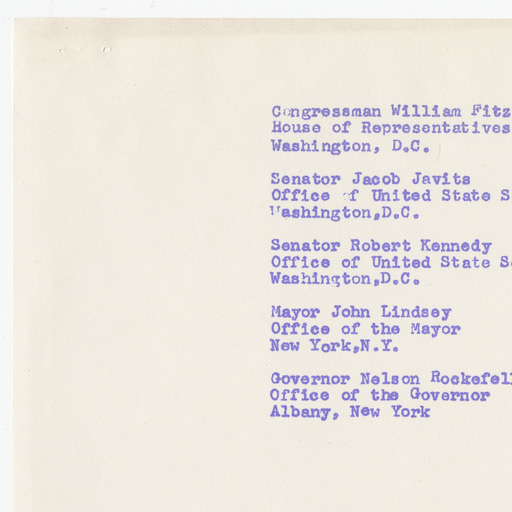 Congressman William Fitz
House of Representatives
Washington, D.C.
Senator Jacob Javits
Office of United State S
Washington,D.C.
Senator Robert Kennedy
Office of United State S
Washington,D.C.
Mayor John Lindsey
Office of the Mayor
New York,N.Y.
Governor Nelson Rockefell
Office of the Governor
Albany, New York